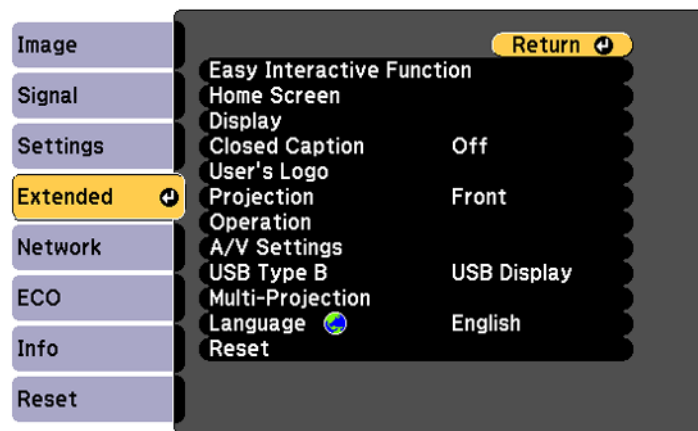 Image
Signal
Settings
Extended
Network
ECO
Info
Reset
Return
Easy Interactive Function
Home Screen
Display
Closed Caption Off
User's Logo
Projection Front
Operation
A/V Settings
USB Type B USB Display
Multi-Projection
Language English
Reset